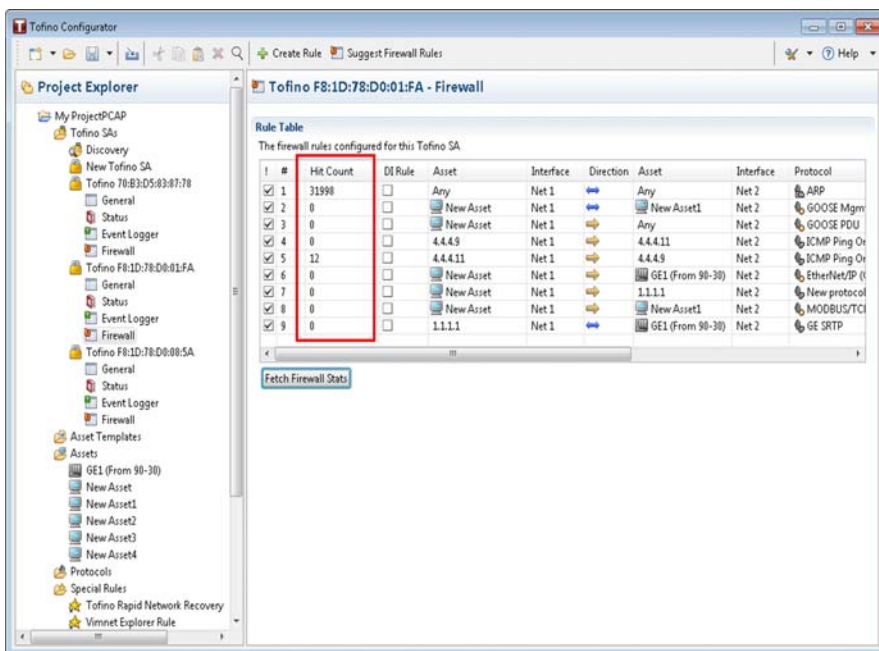 Tofino Configurator
Create Rule Suggest Firewall Rules Help
Project Explorer
My ProjectPCAP
Tofino SAs
Discovery
New Tofino SA
Tofino 70:B3:D5:83:87:78
General
Status
Event Logger
Firewall
Tofino F8:1D:78:D0:01:FA
General
Status
Event Logger
Firewall
Tofino F8:1D:78:D0:08:5A
General
Status
Event Logger
Firewall
Asset Templates
Assets
GE1 (From 90-30)
New Asset
New Asset1
New Asset2
New Asset3
New Asset4
Protocols
Special Rules
Tofino Rapid Network Recovery
Vimnet Explorer Rule
Tofino F8:1D:78:D0:01:FA - Firewall
Rule Table
The firewall rules configured for this Tofino SA
! # Hit Count DI Rule Asset Interface Direction Asset Interface Protocol
1 31998 Any Net 1 Any Net 2 ARP
2 0 New Asset Net 1 New Asset1 Net 2 GOOSE Mgm
3 0 New Asset Net 1 Any Net 2 GOOSE PDU
4 0 4.4.4.9 Net 1 4.4.4.11 Net 2 ICMP Ping On
5 12 4.4.4.11 Net 1 4.4.4.9 Net 2 ICMP Ping On
6 0 New Asset Net 1 GE1 (From 90-30) Net 2 EtherNet/IP (
7 0 New Asset Net 1 1.1.1.1 Net 2 New protocol
8 0 New Asset Net 1 New Asset1 Net 2 MODBUS/TC
9 0 1.1.1.1 Net 1 GE1 (From 90-30) Net 2 GE SRTP
Fetch Firewall Stats